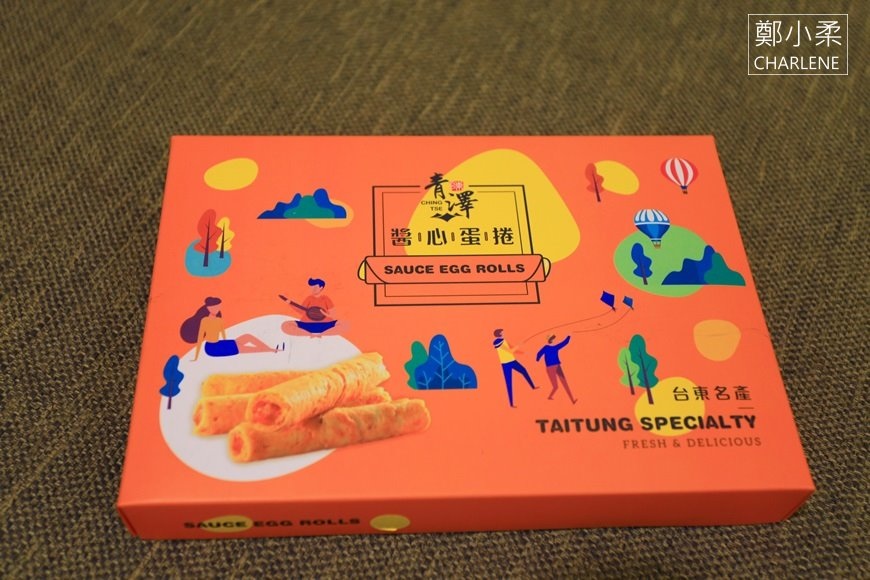 鄭小柔
CHARLENE
青澤
CHING
TSE
醬心蛋捲
SAUCE EGG ROLLS
台東名產
TAITUNG SPECIALTY
FRESH & DELICIOUS
SAUCE EGG ROLLS